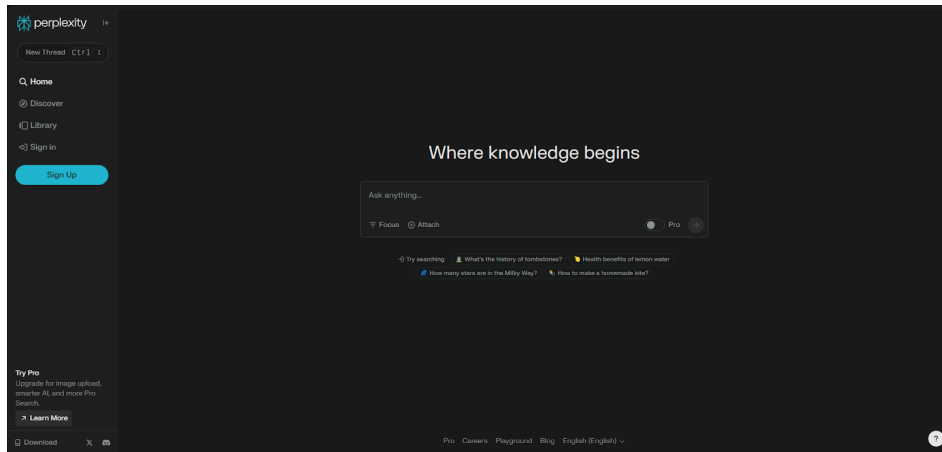 perplexity
New Thread Ctrl I
Home
Discover
Library
Sign in
Sign Up
Where knowledge begins
Ask anything...
Focus Attach
Pro
Try searching What's the history of tombstones? Health benefits of lemon water
How many stars are in the Milky Way? How to make a homemade kite?
Try Pro
Upgrade for image upload,
smarter AI, and more Pro
Search.
Learn More
Download
Pro Careers Playground Blog English (English)
?